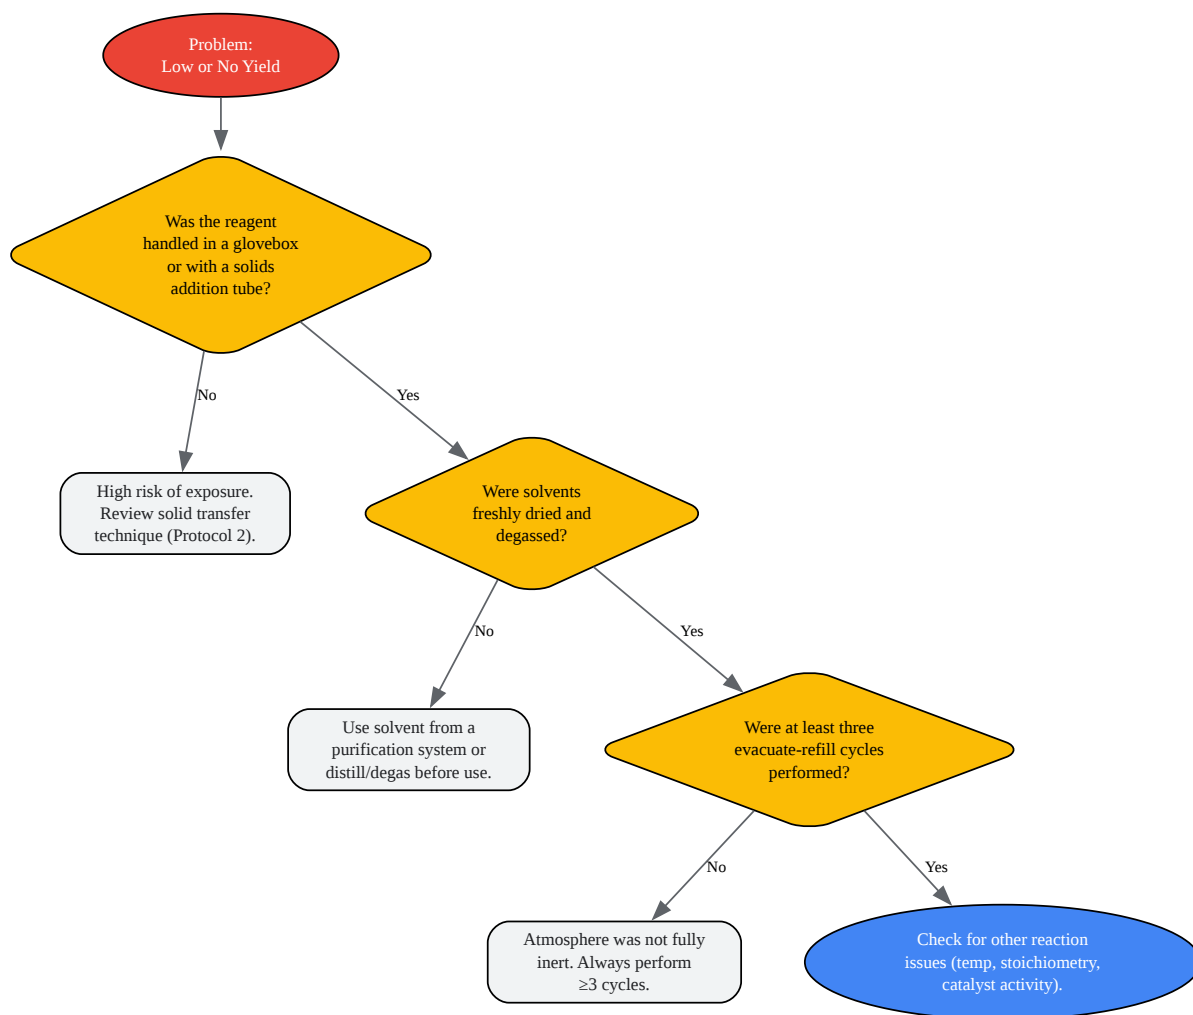 Problem:
Low or No Yield
Was the reagent
handled in a glovebox
or with a solids
addition tube?
No
Yes
High risk of exposure.
Review solid transfer
technique (Protocol 2).
Were solvents
freshly dried and
degassed?
No
Yes
Use solvent from a
purification system or
distill/degas before use.
Were at least three
evacuate-refill cycles
performed?
No
Yes
Atmosphere was not fully
inert. Always perform
≥3 cycles.
Check for other reaction
issues (temp, stoichiometry,
catalyst activity).